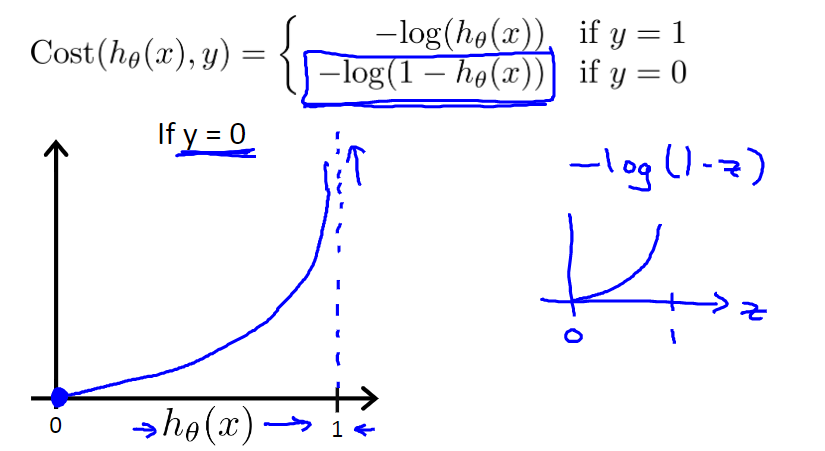 Cost(hθ(x), y) = { −log(hθ(x)) if y = 1
−log(1 − hθ(x)) if y = 0
If y = 0
−log(1-z)
z
0 1
0 → hθ(x) → 1 ←